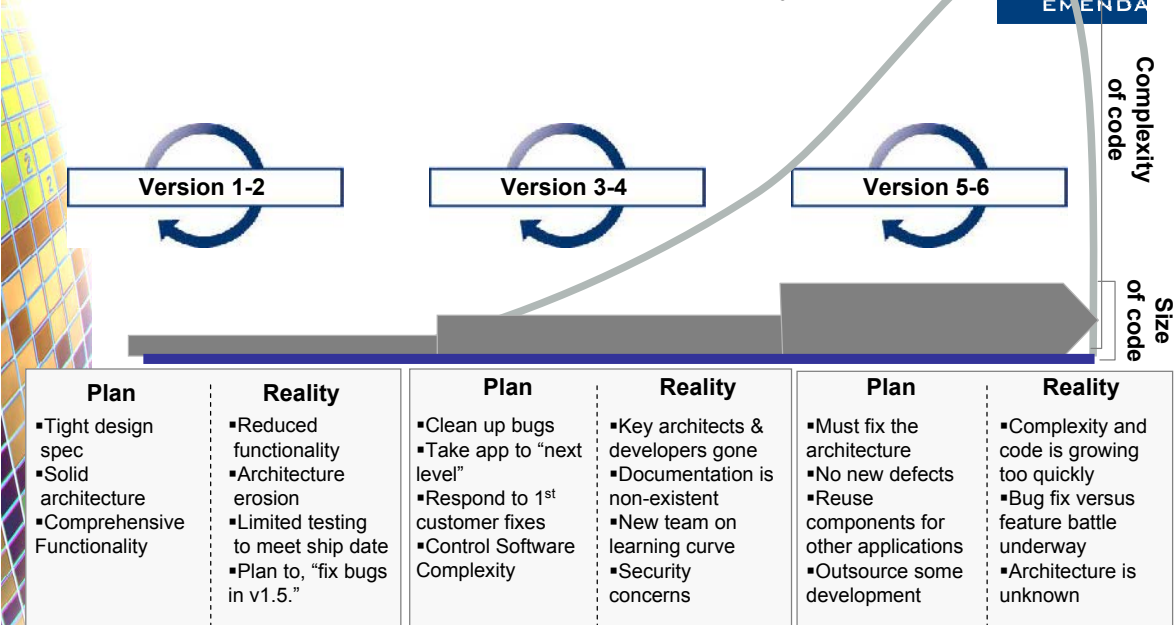 EMENDA
Complexity
of code
Version 1-2
Version 3-4
Version 5-6
Size
of code
Plan
▪Tight design
spec
▪Solid
architecture
▪Comprehensive
Functionality
Reality
▪Reduced
functionality
▪Architecture
erosion
▪Limited testing
to meet ship date
▪Plan to, “fix bugs
in v1.5.”
Plan
▪Clean up bugs
▪Take app to “next
level”
▪Respond to 1st
customer fixes
▪Control Software
Complexity
Reality
▪Key architects &
developers gone
▪Documentation is
non-existent
▪New team on
learning curve
▪Security
concerns
Plan
▪Must fix the
architecture
▪No new defects
▪Reuse
components for
other applications
▪Outsource some
development
Reality
▪Complexity and
code is growing
too quickly
▪Bug fix versus
feature battle
underway
▪Architecture is
unknown
1
2
2